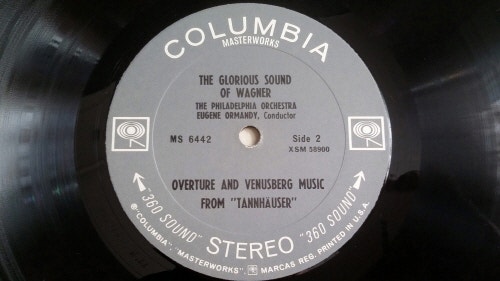 COLUMBIA
MASTERWORKS
THE GLORIOUS SOUND
OF WAGNER
THE PHILADELPHIA ORCHESTRA
EUGENE ORMANDY, Conductor
MS 6442
Side 2
XSM 58900
OVERTURE AND VENUSBERG MUSIC
FROM "TANNHÄUSER"
"360 SOUND" STEREO "360 SOUND"
® "COLUMBIA", "MASTERWORKS", MARCAS REG. PRINTED IN U.S.A.